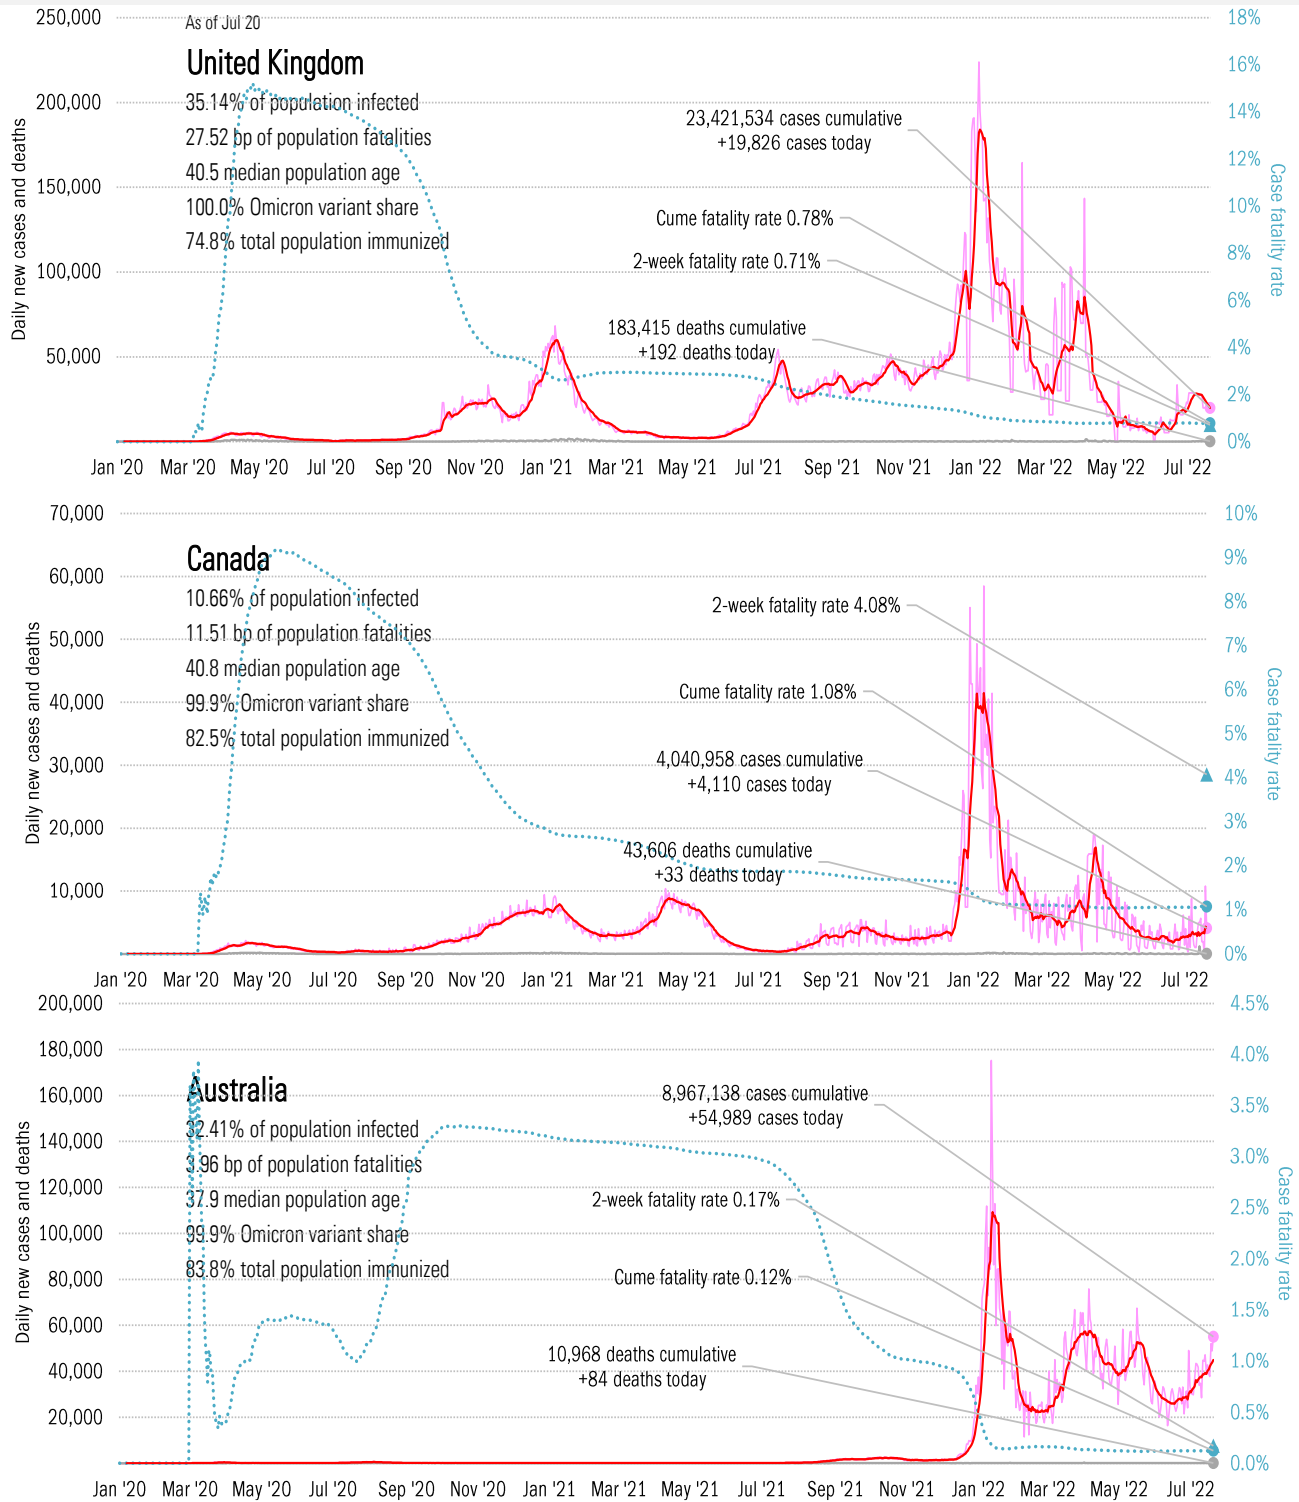 As of Jul 20
United Kingdom
35.14% of population infected
27.52 bp of population fatalities
40.5 median population age
100.0% Omicron variant share
74.8% total population immunized
250,000
200,000
150,000
100,000
50,000
Daily new cases and deaths
23,421,534 cases cumulative
+19,826 cases today
Cume fatality rate 0.78%
2-week fatality rate 0.71%
183,415 deaths cumulative
+192 deaths today
18%
16%
14%
12%
10%
8%
6%
4%
2%
0%
Case fatality rate
Jan '20 Mar '20 May '20 Jul '20 Sep '20 Nov '20 Jan '21 Mar '21 May '21 Jul '21 Sep '21 Nov '21 Jan '22 Mar '22 May '22 Jul '22
Canada
10.66% of population infected
11.51 bp of population fatalities
40.8 median population age
99.9% Omicron variant share
82.5% total population immunized
70,000
60,000
50,000
40,000
30,000
20,000
10,000
Daily new cases and deaths
2-week fatality rate 4.08%
Cume fatality rate 1.08%
4,040,958 cases cumulative
+4,110 cases today
43,606 deaths cumulative
+33 deaths today
10%
9%
8%
7%
6%
5%
4%
3%
2%
1%
0%
Case fatality rate
Jan '20 Mar '20 May '20 Jul '20 Sep '20 Nov '20 Jan '21 Mar '21 May '21 Jul '21 Sep '21 Nov '21 Jan '22 Mar '22 May '22 Jul '22
Australia
32.41% of population infected
3.96 bp of population fatalities
37.9 median population age
99.9% Omicron variant share
83.8% total population immunized
200,000
180,000
160,000
140,000
120,000
100,000
80,000
60,000
40,000
20,000
Daily new cases and deaths
8,967,138 cases cumulative
+54,989 cases today
2-week fatality rate 0.17%
Cume fatality rate 0.12%
10,968 deaths cumulative
+84 deaths today
4.5%
4.0%
3.5%
3.0%
2.5%
2.0%
1.5%
1.0%
0.5%
0.0%
Case fatality rate
Jan '20 Mar '20 May '20 Jul '20 Sep '20 Nov '20 Jan '21 Mar '21 May '21 Jul '21 Sep '21 Nov '21 Jan '22 Mar '22 May '22 Jul '22